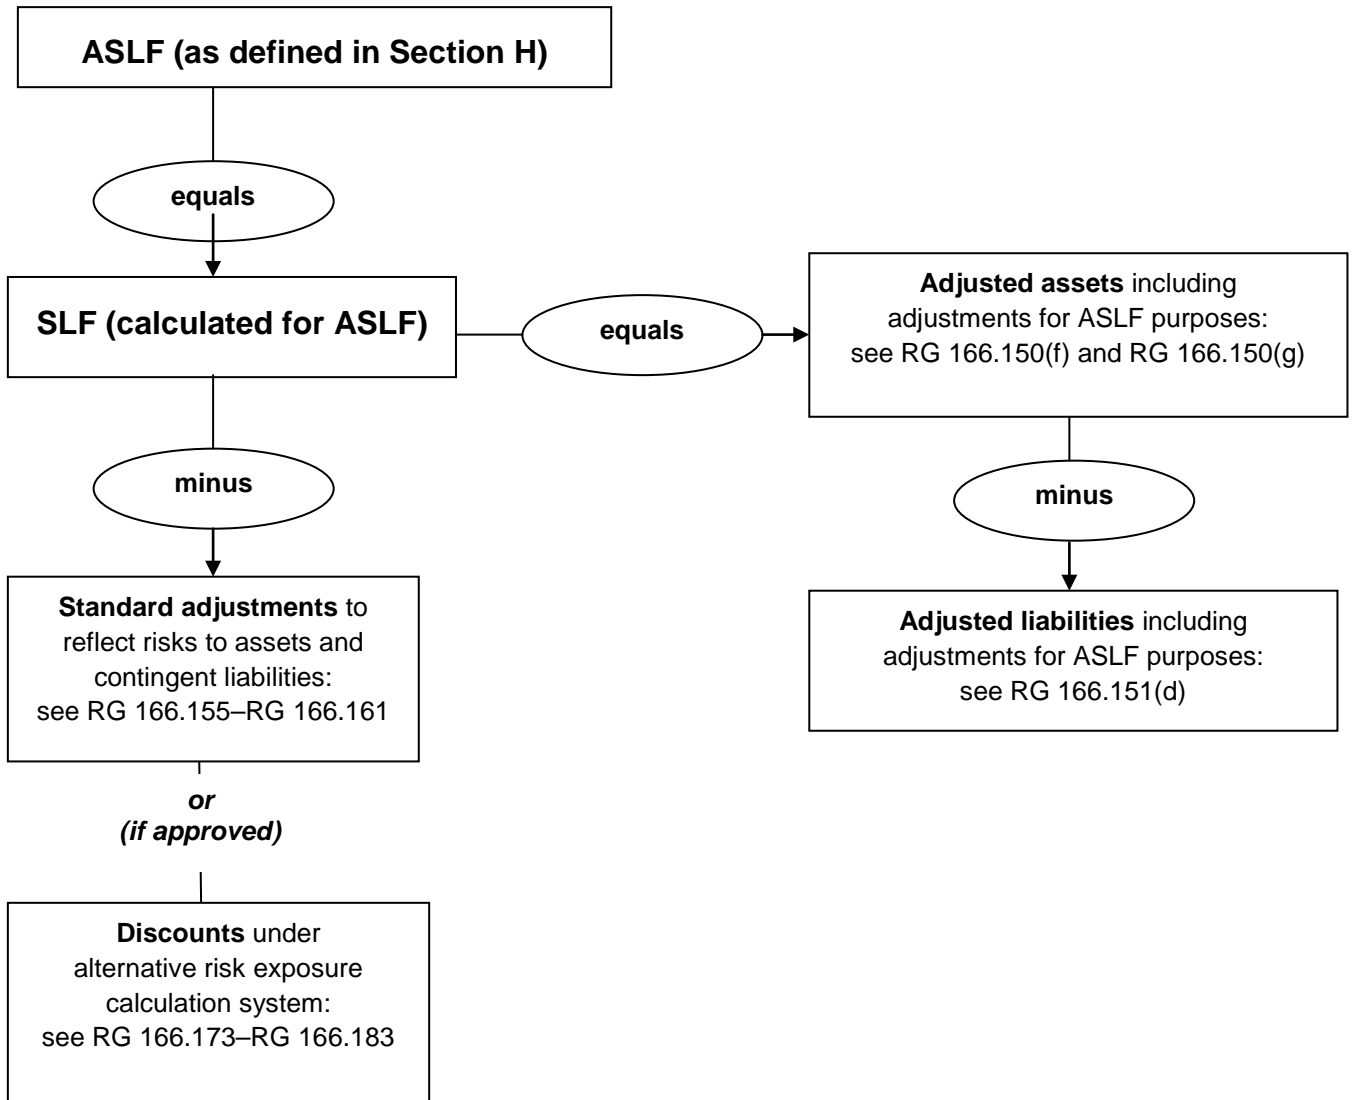 ASLF (as defined in Section H)
equals
SLF (calculated for ASLF)
equals
Adjusted assets including
adjustments for ASLF purposes:
see RG 166.150(f) and RG 166.150(g)
minus
minus
Standard adjustments to
reflect risks to assets and
contingent liabilities:
see RG 166.155–RG 166.161
Adjusted liabilities including
adjustments for ASLF purposes:
see RG 166.151(d)
or
(if approved)
Discounts under
alternative risk exposure
calculation system:
see RG 166.173–RG 166.183